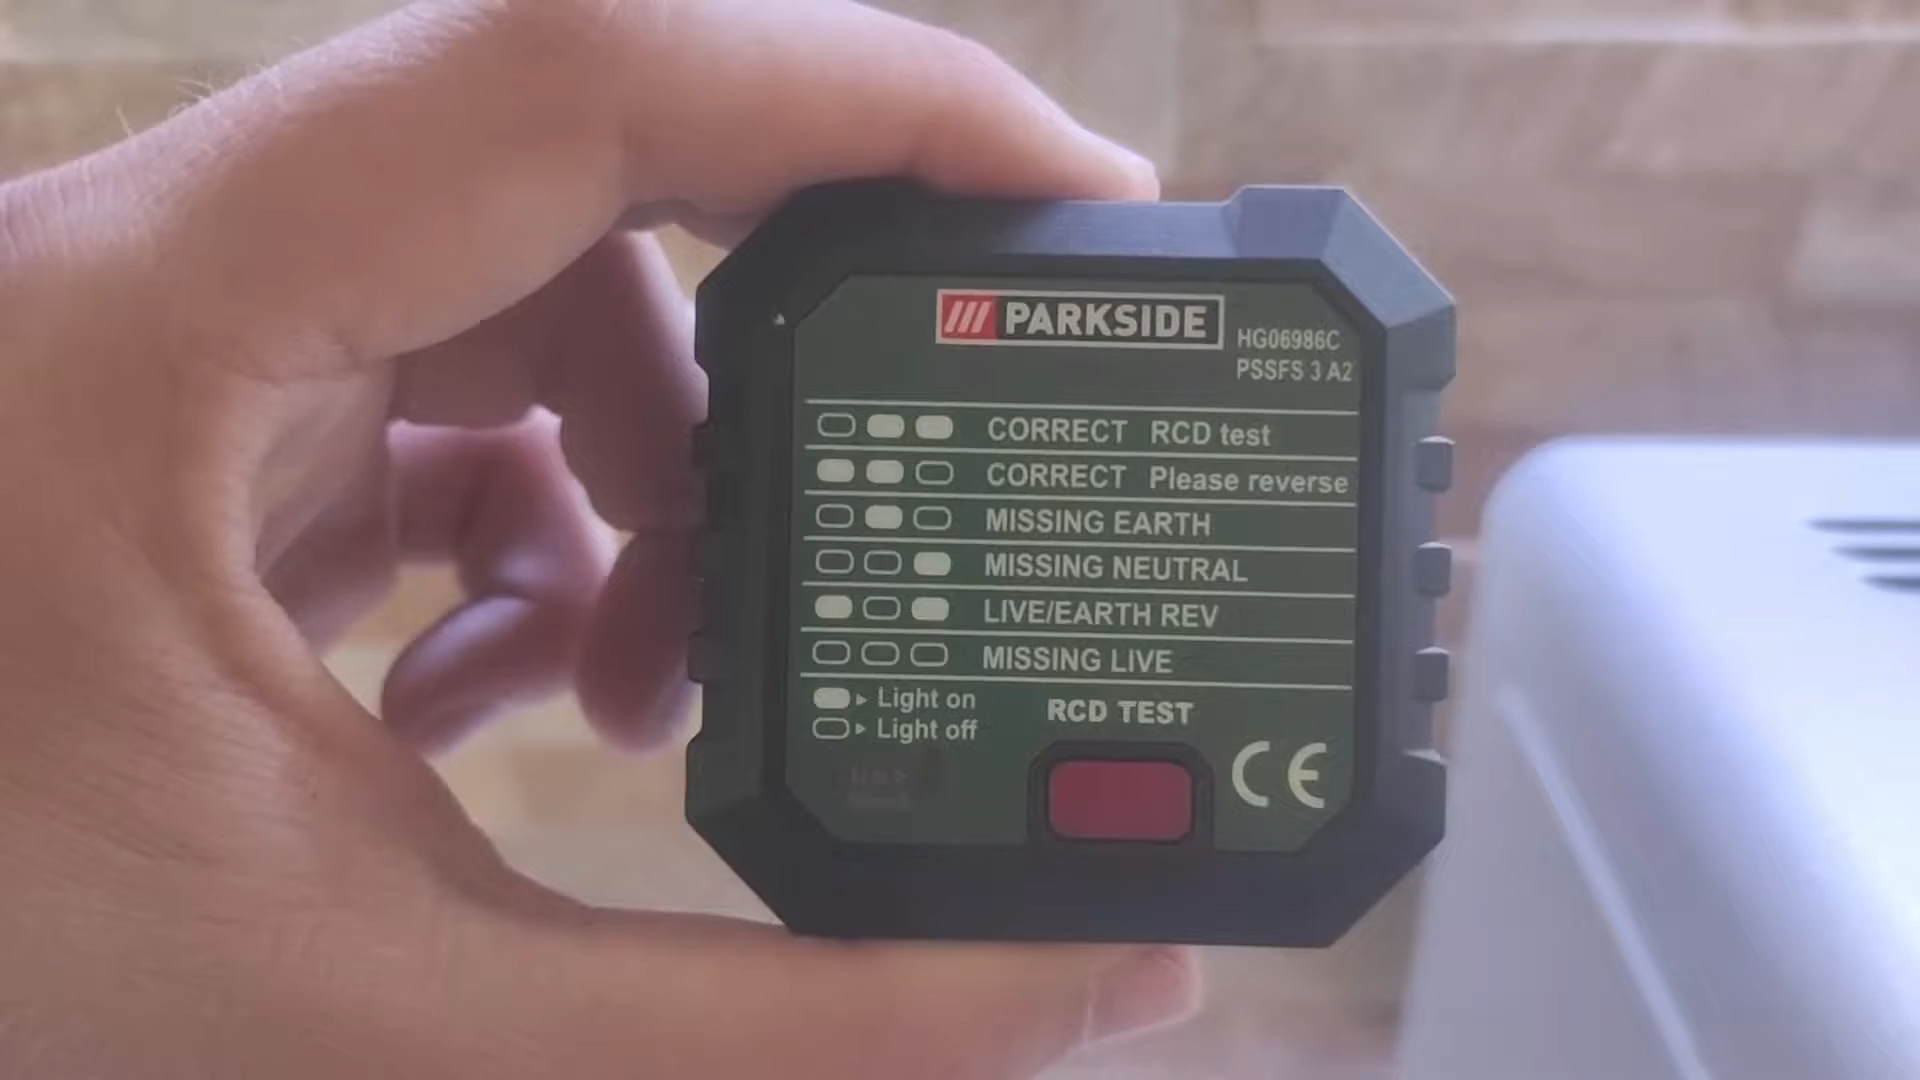 PARKSIDE
HG06986C
PSSFS 3 A2
CORRECT RCD test
CORRECT Please reverse
MISSING EARTH
MISSING NEUTRAL
LIVE/EARTH REV
MISSING LIVE
Light on
Light off
RCD TEST
CE